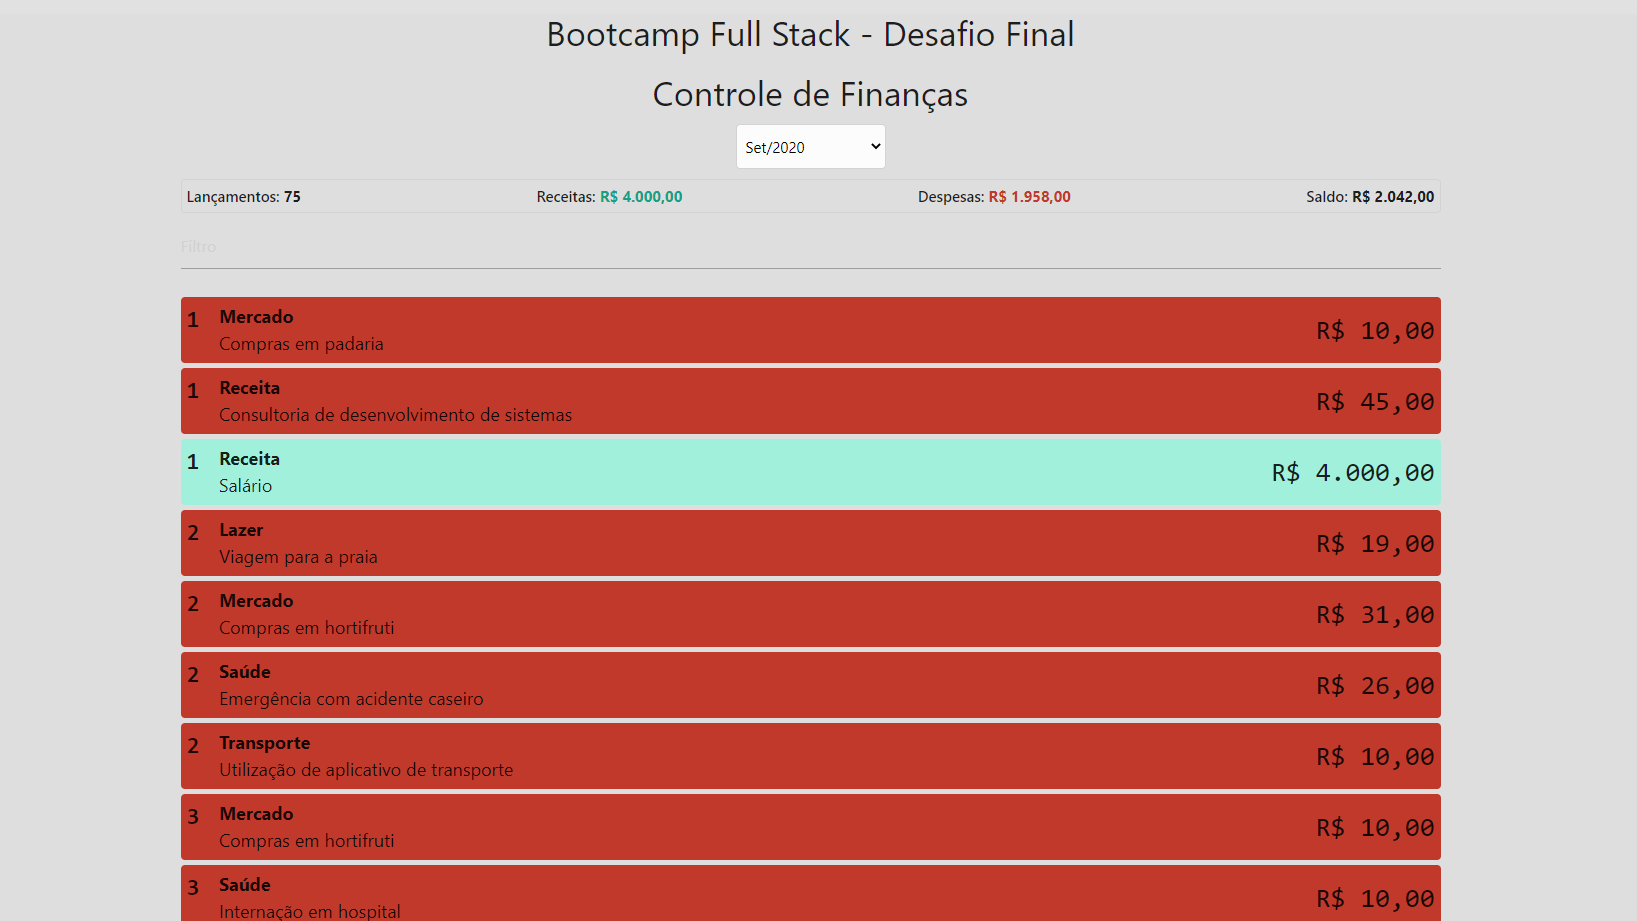 Bootcamp Full Stack - Desafio Final
Controle de Finanças
Set/2020
Lançamentos: 75 Receitas: R$ 4.000,00 Despesas: R$ 1.958,00 Saldo: R$ 2.042,00
Filtro
1 Mercado
Compras em padaria
R$ 10,00
1 Receita
Consultoria de desenvolvimento de sistemas
R$ 45,00
1 Receita
Salário
R$ 4.000,00
2 Lazer
Viagem para a praia
R$ 19,00
2 Mercado
Compras em hortifruti
R$ 31,00
2 Saúde
Emergência com acidente caseiro
R$ 26,00
2 Transporte
Utilização de aplicativo de transporte
R$ 10,00
3 Mercado
Compras em hortifruti
R$ 10,00
3 Saúde
Internação em hospital
R$ 10,00